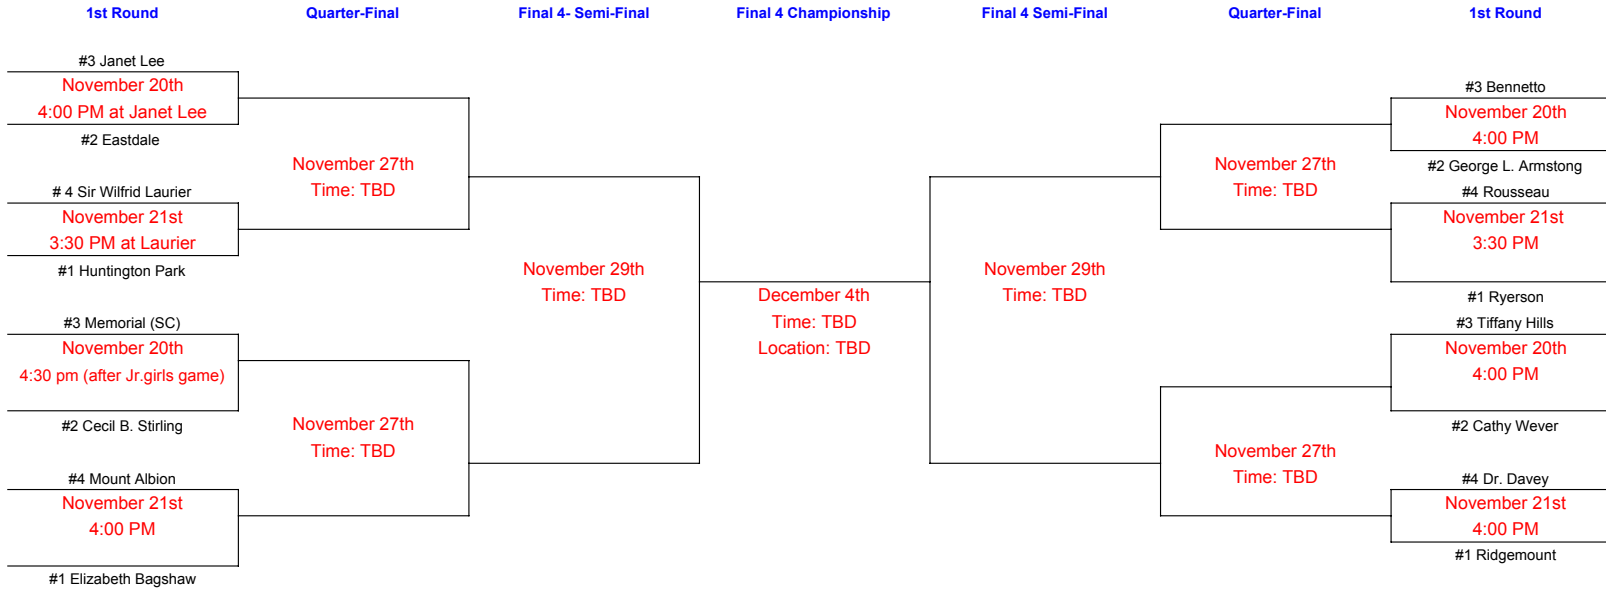 1st Round
Quarter-Final
Final 4- Semi-Final
Final 4 Championship
Final 4 Semi-Final
Quarter-Final
1st Round
#3 Janet Lee
November 20th
4:00 PM at Janet Lee
#2 Eastdale
# 4 Sir Wilfrid Laurier
November 21st
3:30 PM at Laurier
#1 Huntington Park
#3 Memorial (SC)
November 20th
4:30 pm (after Jr.girls game)
#2 Cecil B. Stirling
#4 Mount Albion
November 21st
4:00 PM
#1 Elizabeth Bagshaw
November 27th
Time: TBD
November 27th
Time: TBD
November 29th
Time: TBD
December 4th
Time: TBD
Location: TBD
November 29th
Time: TBD
November 27th
Time: TBD
November 27th
Time: TBD
#3 Bennetto
November 20th
4:00 PM
#2 George L. Armstong
#4 Rousseau
November 21st
3:30 PM
#1 Ryerson
#3 Tiffany Hills
November 20th
4:00 PM
#2 Cathy Wever
#4 Dr. Davey
November 21st
4:00 PM
#1 Ridgemount